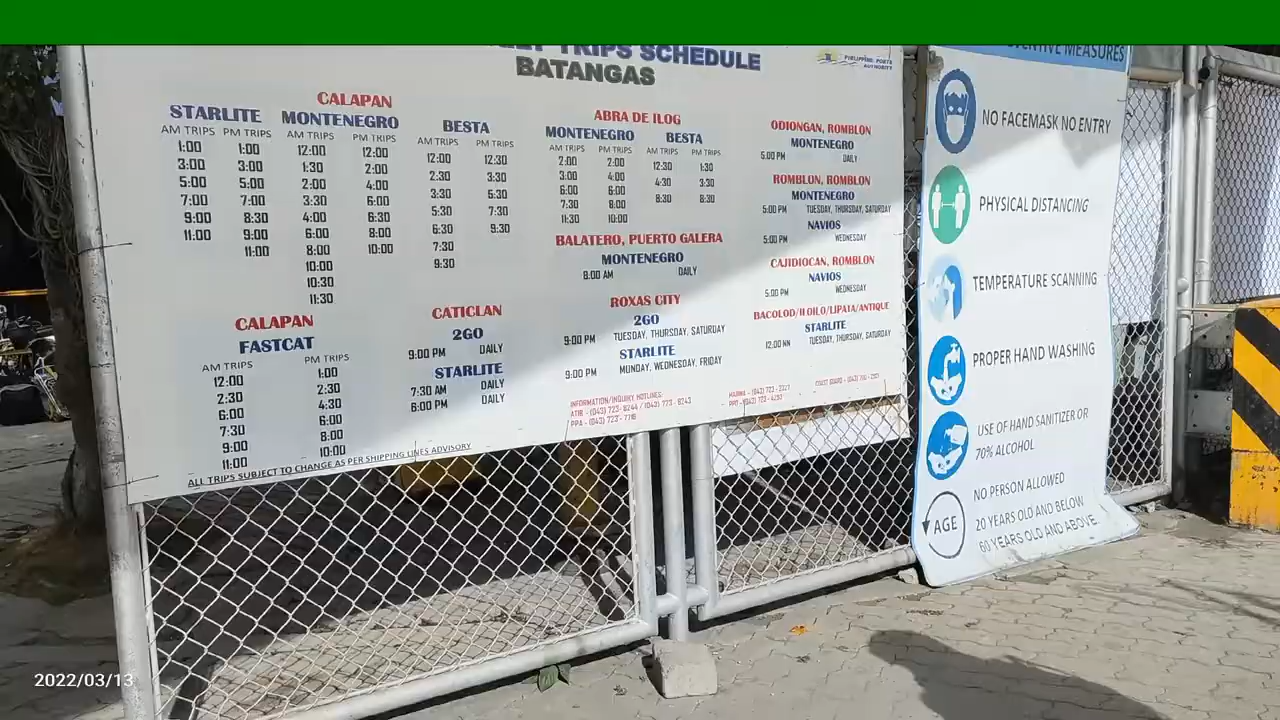 TRIPS SCHEDULE
BATANGAS
PHILIPPINE PORTS
AUTHORITY
CALAPAN
STARLITE
AM TRIPS PM TRIPS
1:00 1:00
3:00 3:00
5:00 5:00
7:00 7:00
9:00 8:30
11:00 9:00
11:00
MONTENEGRO
AM TRIPS PM TRIPS
12:00 12:00
1:30 2:00
2:00 4:00
3:30 6:00
4:00 6:30
6:00 8:00
8:00 10:00
10:00
10:30
11:30
BESTA
AM TRIPS PM TRIPS
12:00 12:30
2:30 3:30
3:30 5:30
5:30 7:30
6:30 9:30
7:30
9:30
ABRA DE ILOG
MONTENEGRO
AM TRIPS PM TRIPS
2:00 2:00
3:00 4:00
6:00 6:00
7:30 8:00
11:30 10:00
BESTA
AM TRIPS PM TRIPS
12:30 1:30
4:30 3:30
8:30 8:30
BALATERO, PUERTO GALERA
MONTENEGRO
8:00 AM DAILY
ODIONGAN, ROMBLON
MONTENEGRO
5:00 PM DAILY
ROMBLON, ROMBLON
MONTENEGRO
5:00 PM TUESDAY, THURSDAY, SATURDAY
NAVIOS
5:00 PM WEDNESDAY
CAJIDIOCAN, ROMBLON
NAVIOS
5:00 PM WEDNESDAY
BACOLOD/ILOILO/LIPATA/ANTIQUE
STARLITE
12:00 NN TUESDAY, THURSDAY, SATURDAY
CALAPAN
FASTCAT
AM TRIPS PM TRIPS
12:00 1:00
2:30 2:30
6:00 4:30
7:30 6:00
9:00 8:00
11:00 10:00
CATICLAN
2GO
9:00 PM DAILY
STARLITE
7:30 AM DAILY
6:00 PM DAILY
ROXAS CITY
2GO
9:00 PM TUESDAY, THURSDAY, SATURDAY
STARLITE
9:00 PM MONDAY, WEDNESDAY, FRIDAY
INFORMATION/INQUIRY HOTLINES
ALL TRIPS SUBJECT TO CHANGE AS PER SHIPPING LINES ADVISORY
MEASURES
NO FACEMASK NO ENTRY
PHYSICAL DISTANCING
TEMPERATURE SCANNING
PROPER HAND WASHING
USE OF HAND SANITIZER OR
70% ALCOHOL
AGE
NO PERSON ALLOWED
20 YEARS OLD AND BELOW
60 YEARS OLD AND ABOVE.
2022/03/13